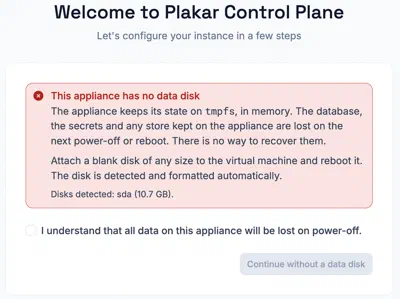 Welcome to Plakar Control Plane
Let's configure your instance in a few steps
This appliance has no data disk
The appliance keeps its state on tmpfs, in memory. The database,
the secrets and any store kept on the appliance are lost on the
next power-off or reboot. There is no way to recover them.
Attach a blank disk of any size to the virtual machine and reboot it.
The disk is detected and formatted automatically.
Disks detected: sda (10.7 GB).
I understand that all data on this appliance will be lost on power-off.
Continue without a data disk